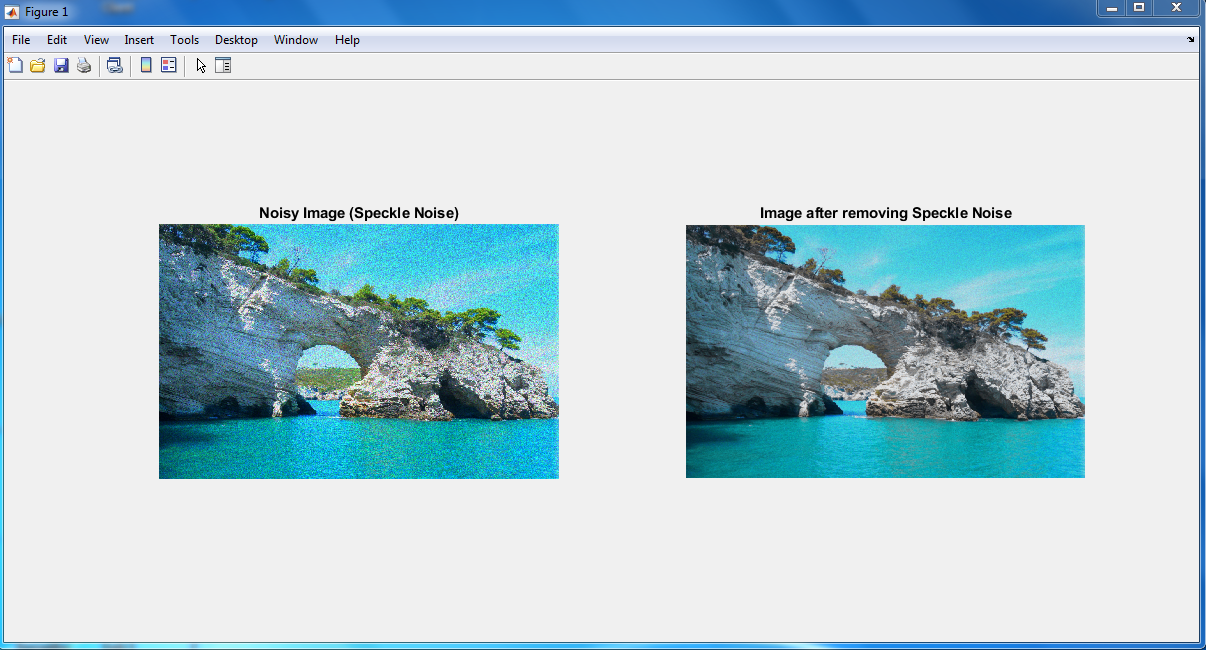 Figure 1
File Edit View Insert Tools Desktop Window Help
Noisy Image (Speckle Noise)
Image after removing Speckle Noise